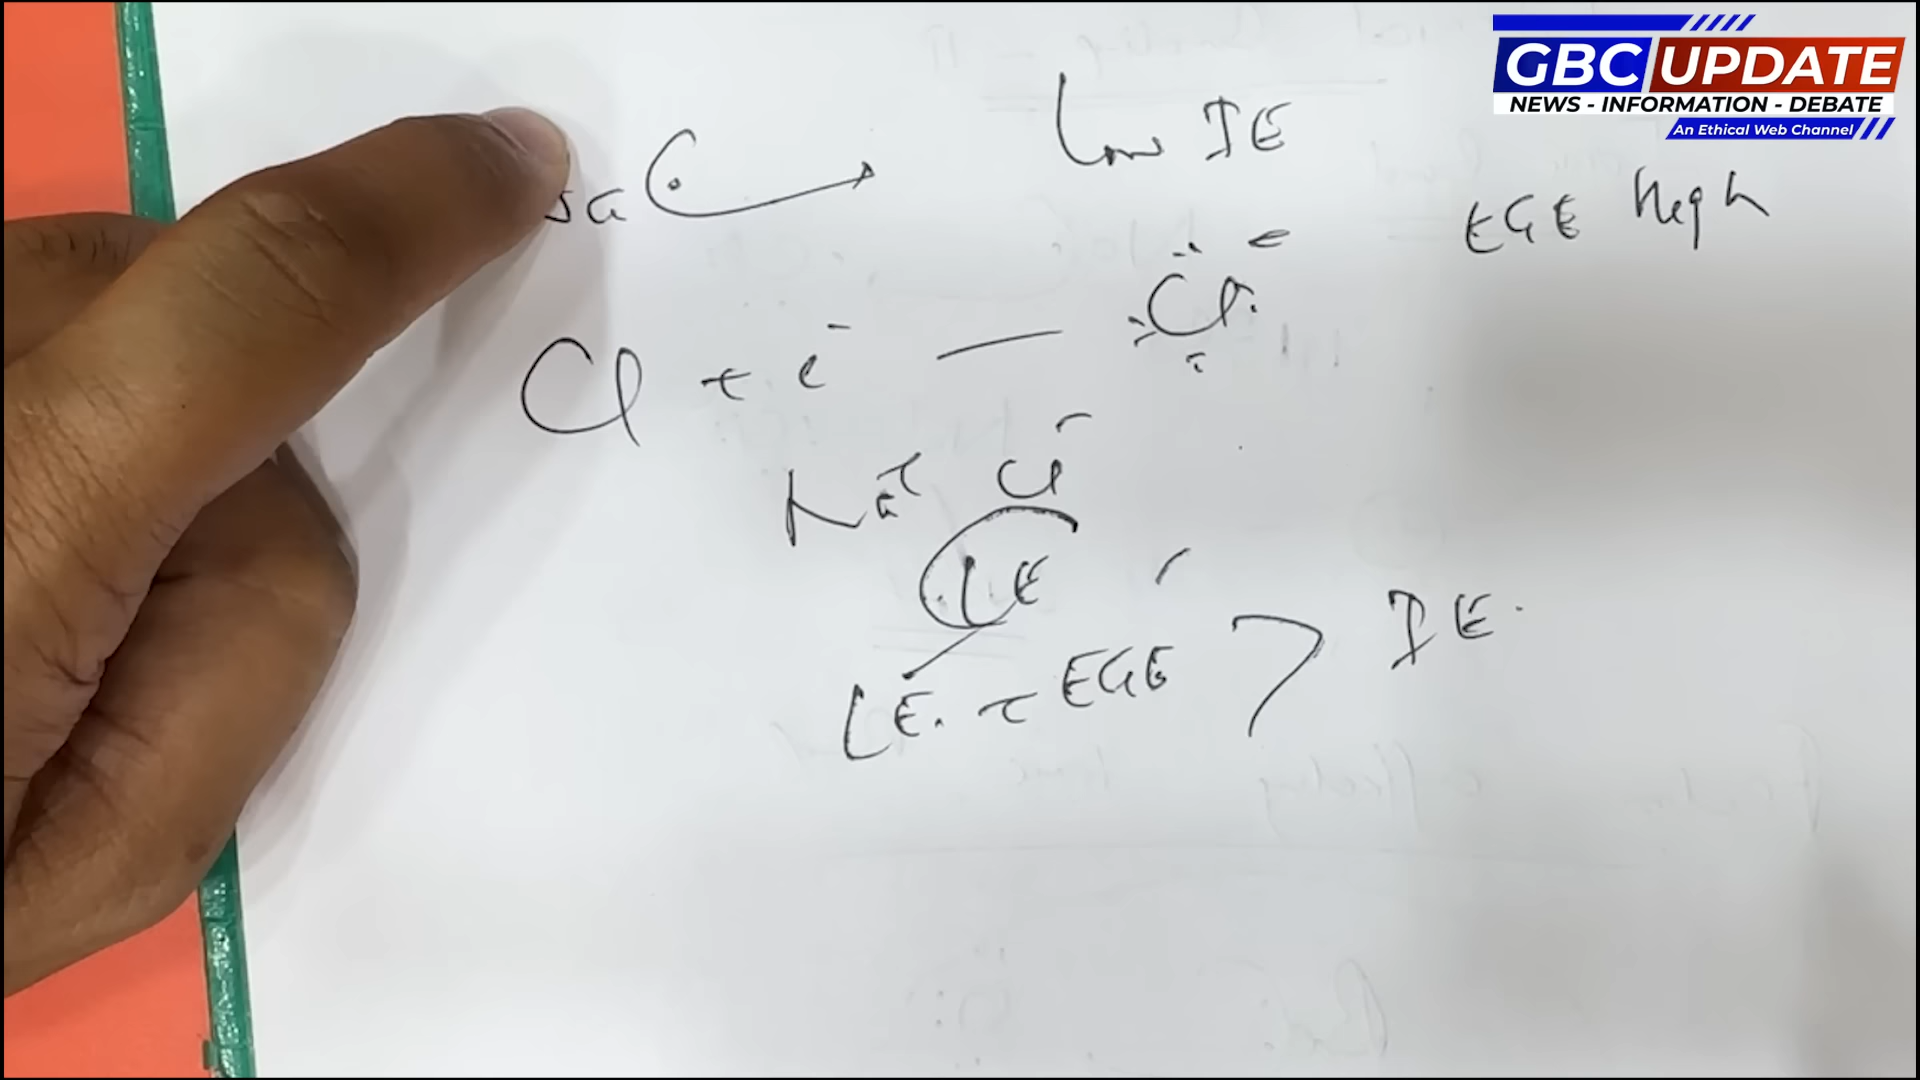 GBC UPDATE
NEWS - INFORMATION - DEBATE
An Ethical Web Channel
Low IE
EGE High
Cl + e⁻ — Cl
Na⁺ Cl⁻
LE
LE. + EGE > IE.